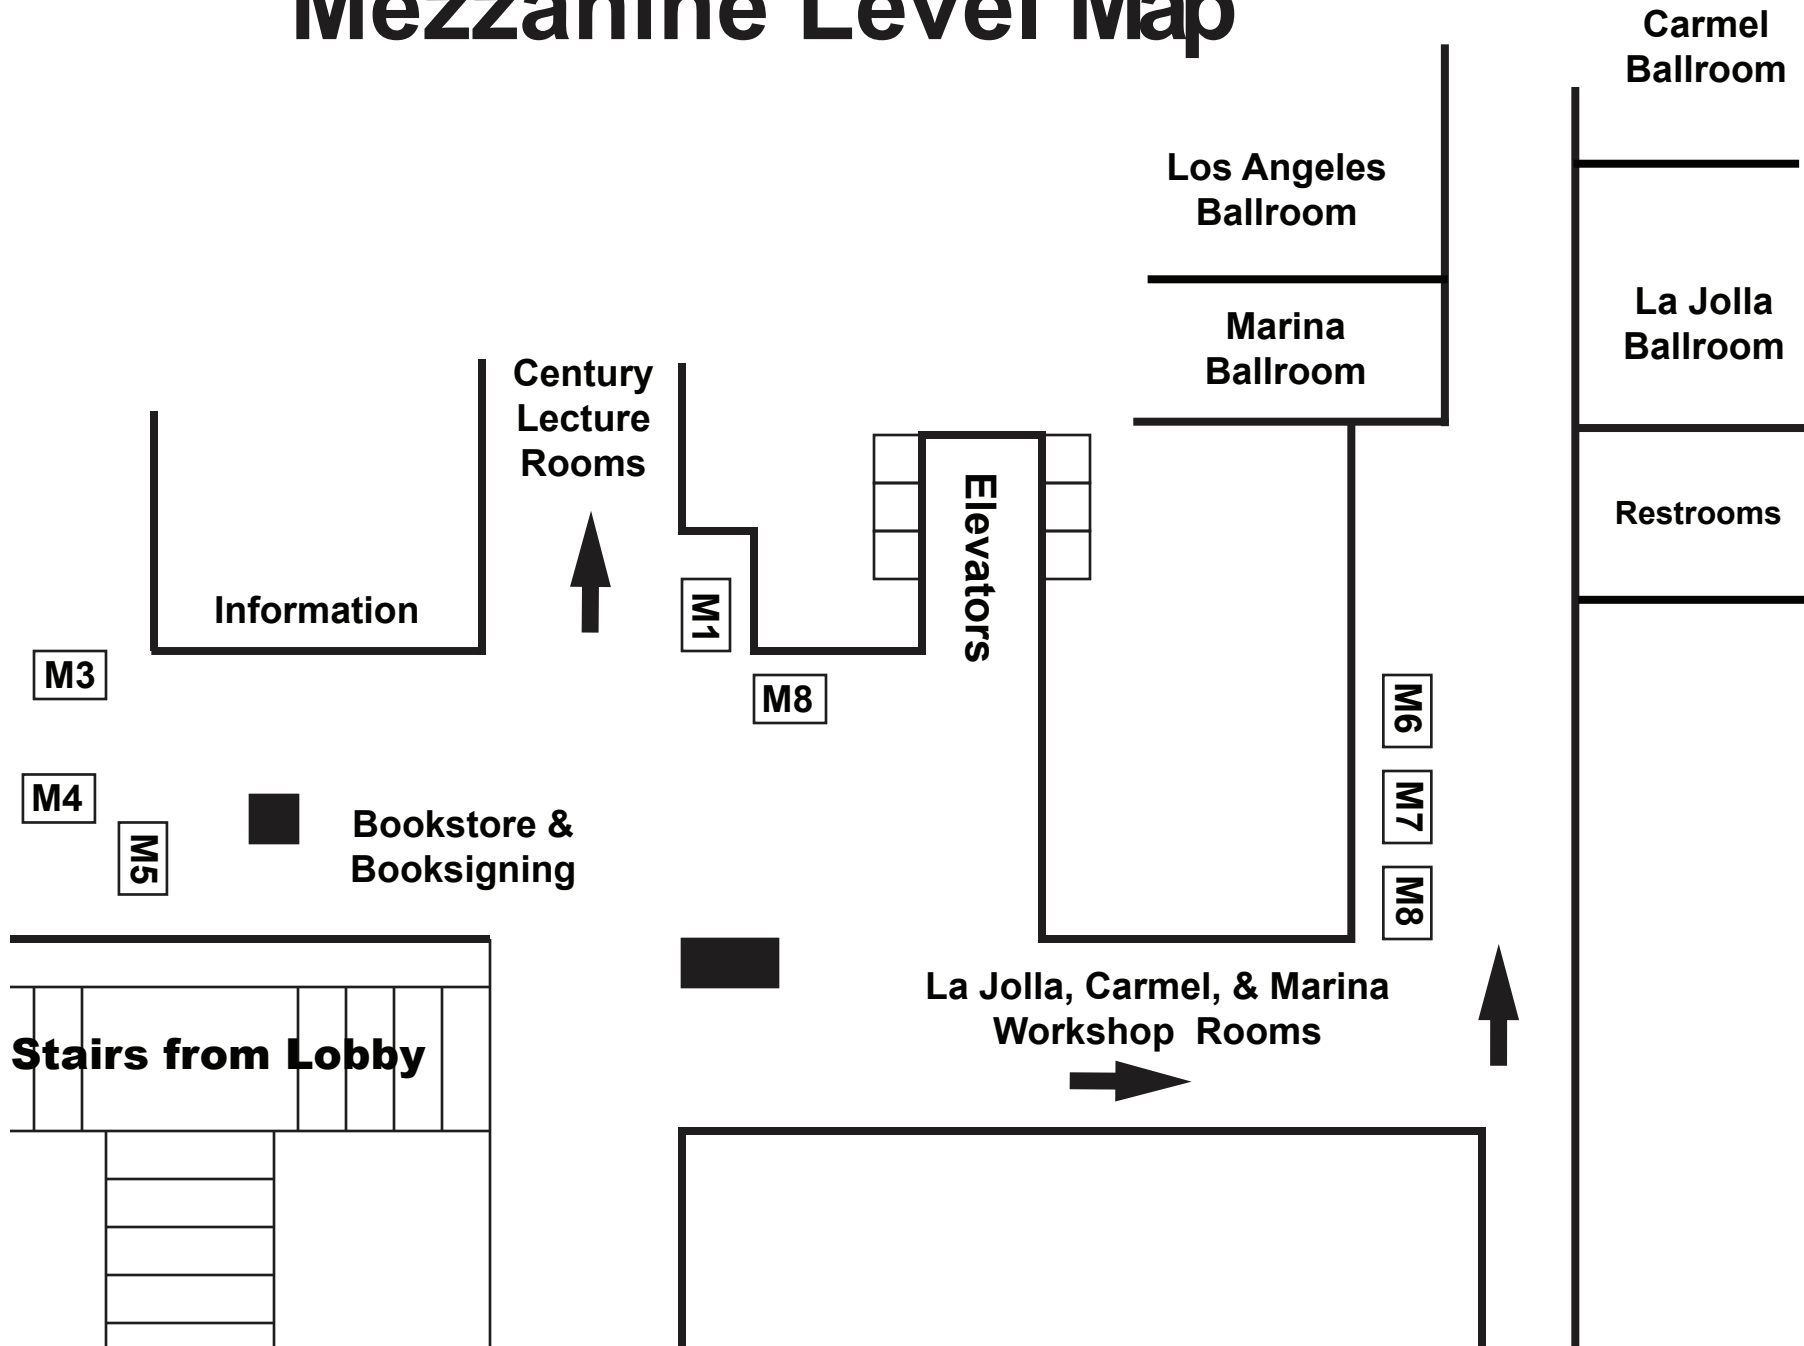 Mezzanine Level Map
Carmel
Ballroom
Los Angeles
Ballroom
La Jolla
Ballroom
Marina
Ballroom
Century
Lecture
Rooms
Elevators
Restrooms
Information
M1
M3
M8
M6
M4
M7
Bookstore &
Booksigning
M5
M8
La Jolla, Carmel, & Marina
Workshop Rooms
Stairs from Lobby